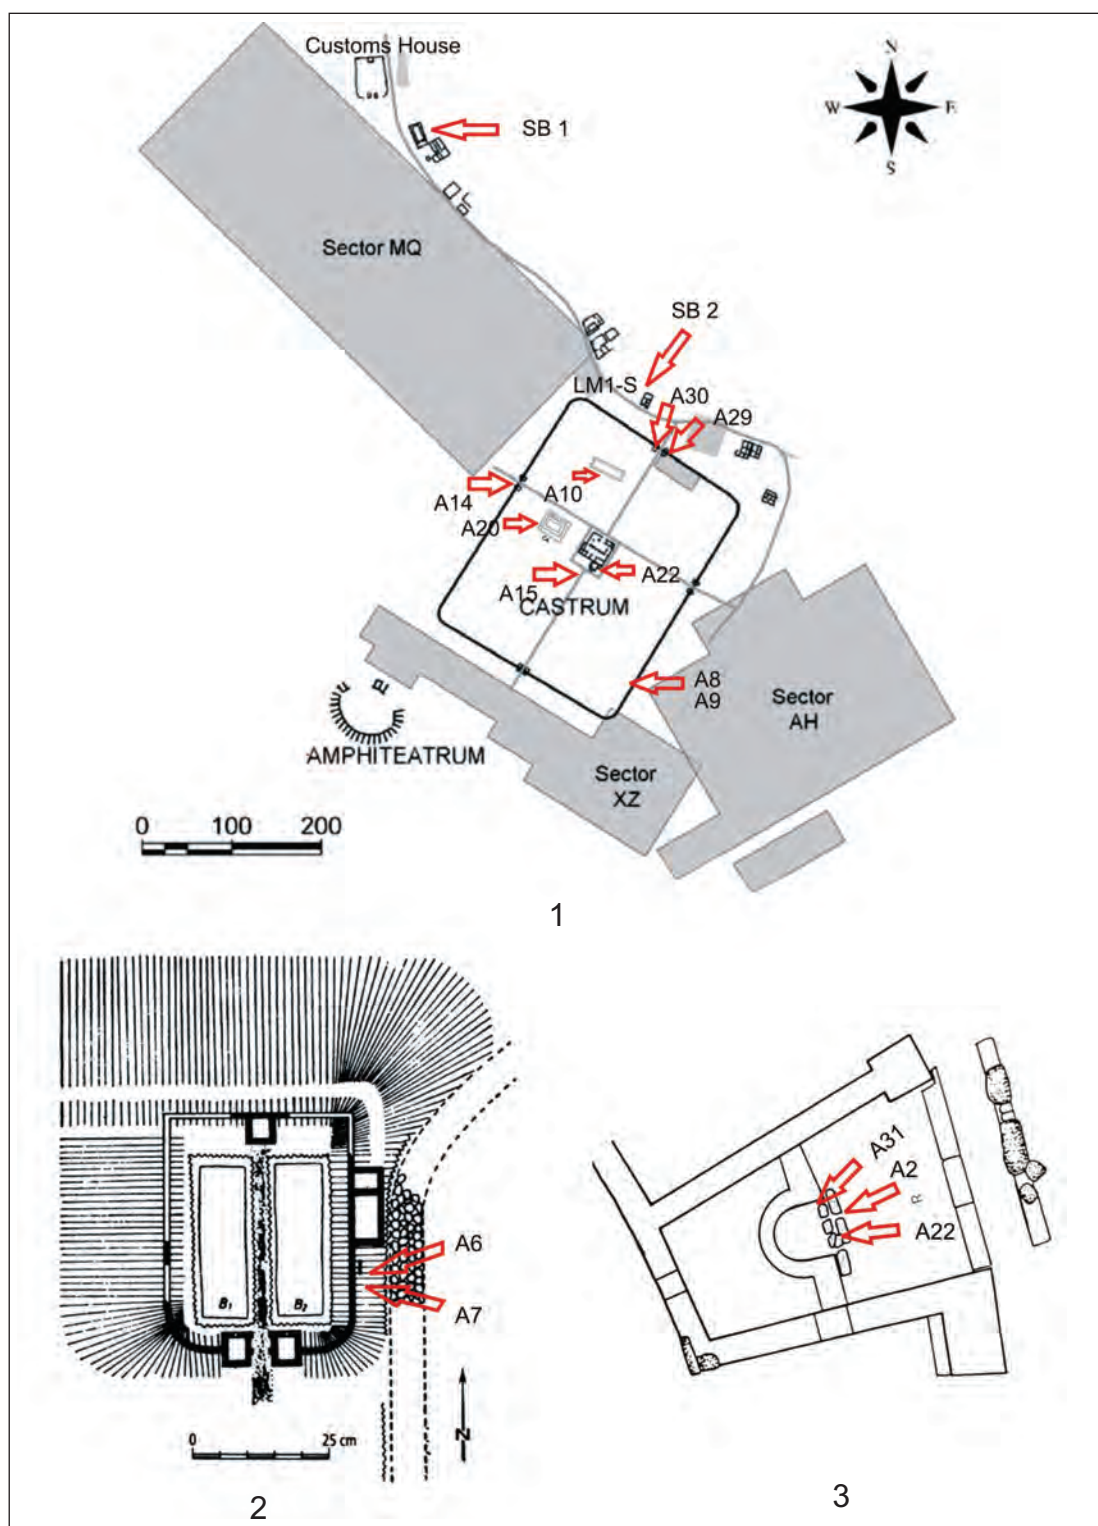 Customs House
N
W E
S
SB 1
Sector MQ
SB 2
LM1-S
A30
A29
A14
A10
A20
A15
A22
CASTRUM
A8
A9
Sector
AH
AMPHITEATRUM
Sector
XZ
0 100 200
1
A6
A7
B1
B2
N
0 25 cm
2
A31
A2
R
A22
3